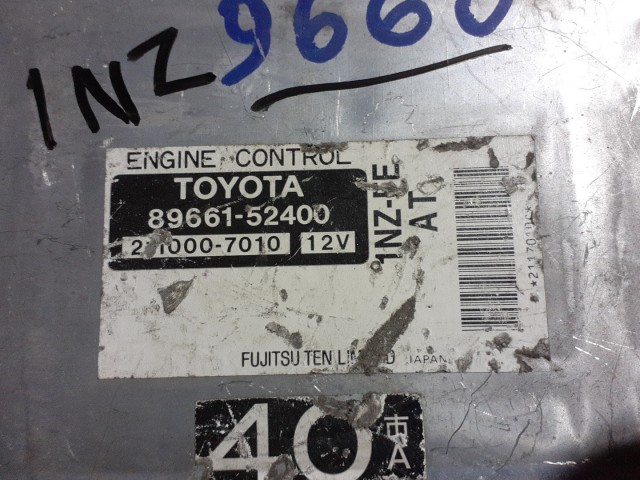 1NZ 9660
ENGINE CONTROL
TOYOTA
89661-52400
211000-7010 12V
1NZ-FE
AT
FUJITSU TEN LIMITED JAPAN
40
A